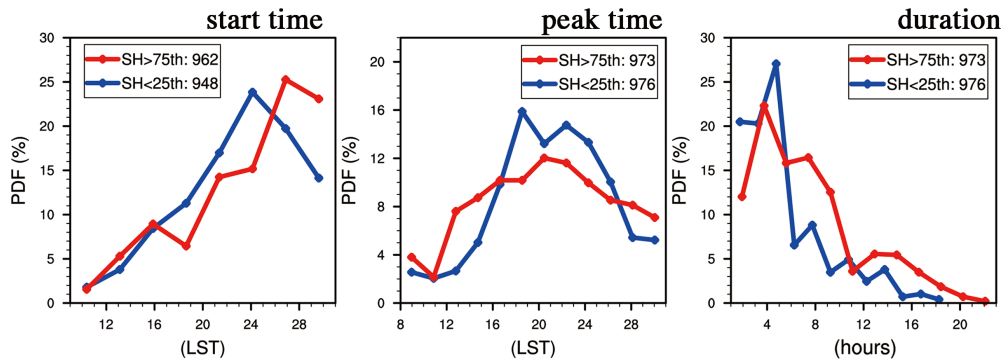 start time
30
25
20
15
10
5
0
PDF (%)
SH>75th: 962
SH<25th: 948
12 16 20 24 28
(LST)
peak time
20
16
12
8
4
0
PDF (%)
SH>75th: 973
SH<25th: 976
8 12 16 20 24 28
(LST)
duration
30
25
20
15
10
5
0
PDF (%)
SH>75th: 973
SH<25th: 976
4 8 12 16 20
(hours)